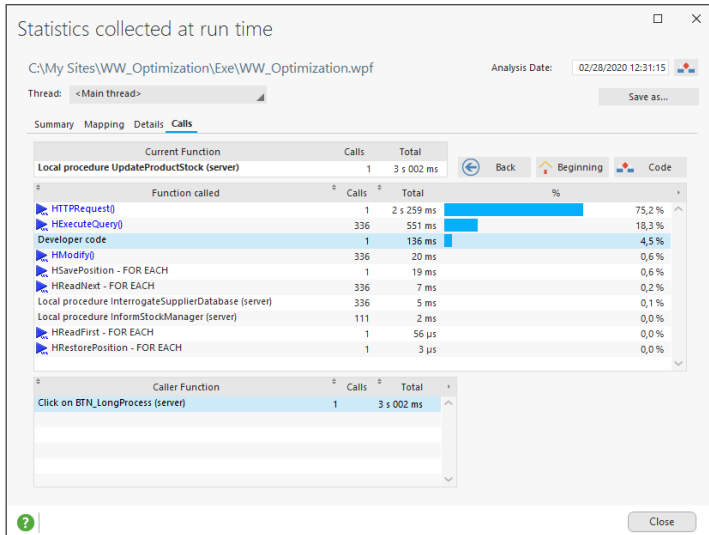 Statistics collected at run time
C:\My Sites\WW_Optimization\Exe\WW_Optimization.wpf
Analysis Date: 02/28/2020 12:31:15
Thread: <Main thread>
Save as...
Summary Mapping Details Calls
Current Function Calls Total
Local procedure UpdateProductStock (server) 1 3 s 002 ms
Back Beginning Code
Function called Calls Total %
HTTPRequest() 1 2 s 259 ms 75,2 %
HExecuteQuery() 336 551 ms 18,3 %
Developer code 1 136 ms 4,5 %
HModify() 336 20 ms 0,6 %
HSavePosition - FOR EACH 1 19 ms 0,6 %
HReadNext - FOR EACH 336 7 ms 0,2 %
Local procedure InterrogateSupplierDatabase (server) 336 5 ms 0,1 %
Local procedure InformStockManager (server) 111 2 ms 0,0 %
HReadFirst - FOR EACH 1 56 µs 0,0 %
HRestorePosition - FOR EACH 1 3 µs 0,0 %
Caller Function Calls Total
Click on BTN_LongProcess (server) 1 3 s 002 ms
?
Close